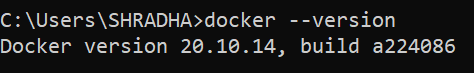 C:\Users\SHRADHA>docker --version
Docker version 20.10.14, build a224086